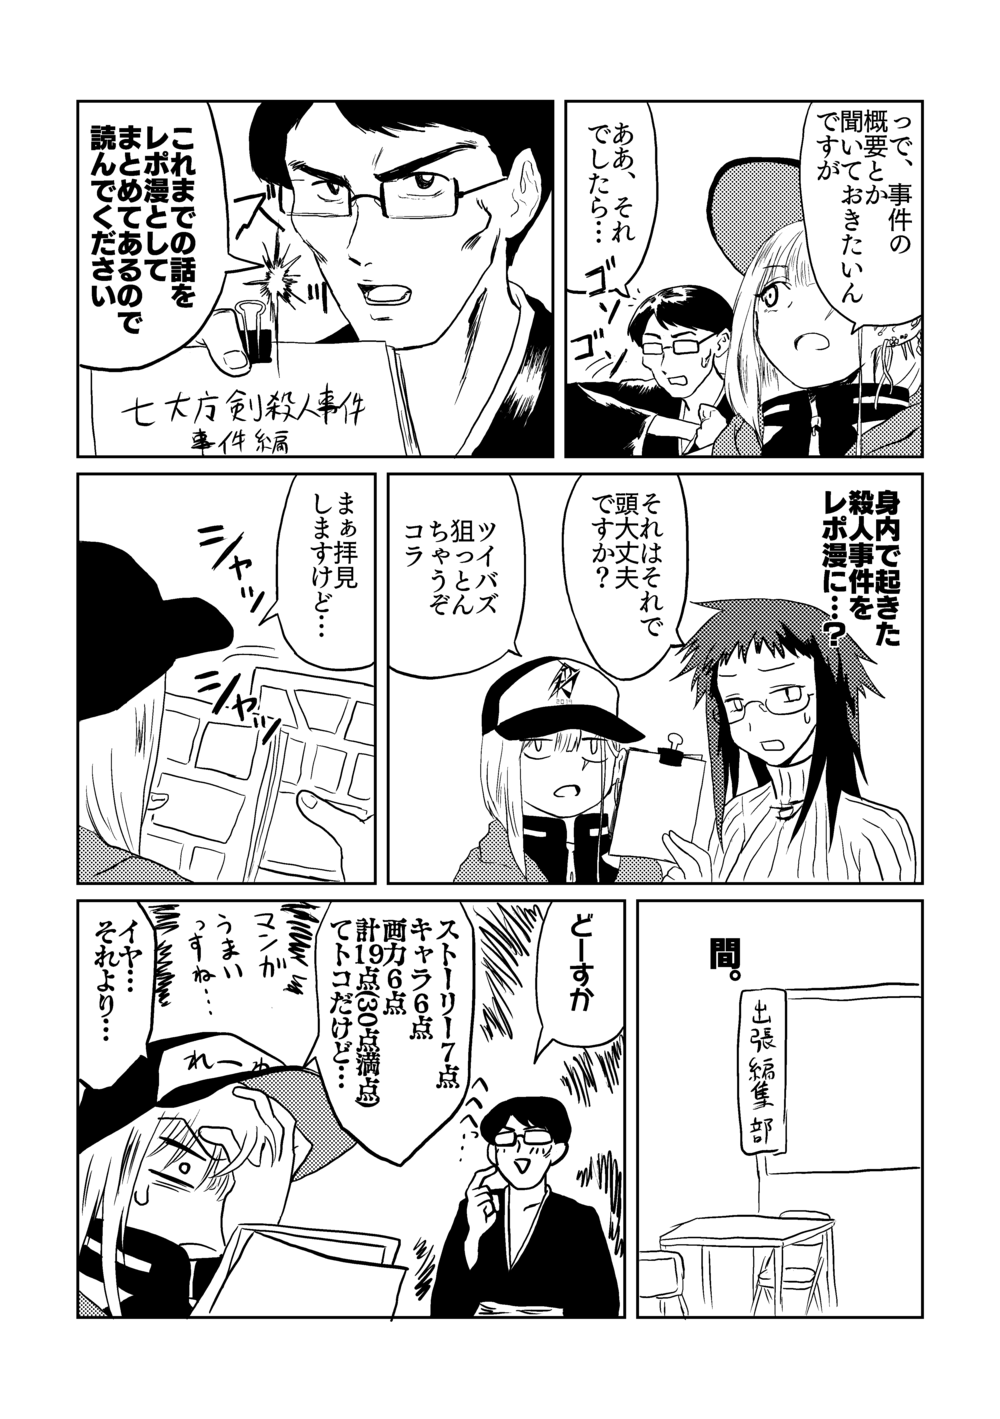 って、事件の
概要とか
聞いておきたいん
ですが
ああ、それ
でしたら…
ゴソ
ゴソ
これまでの話を
レポ漫として
まとめてあるので
読んでください
ズ
ッ
七大方剣殺人事件
事件編
身内で起きた
殺人事件を
レポ漫に…?
それはそれで
頭大丈夫
ですか?
ツイバズ
狙っとん
ちゃうぞ
コラ
2014
まぁ拝見
しますけど…
シャッ
シャッ
間。
出張編集部
どーすか
ストーリー7点
キャラ6点
画力6点
計19点(30点満点)
てトコだけど…
マンガ
うまい
っすね…
イヤ…
それより…
れーわ